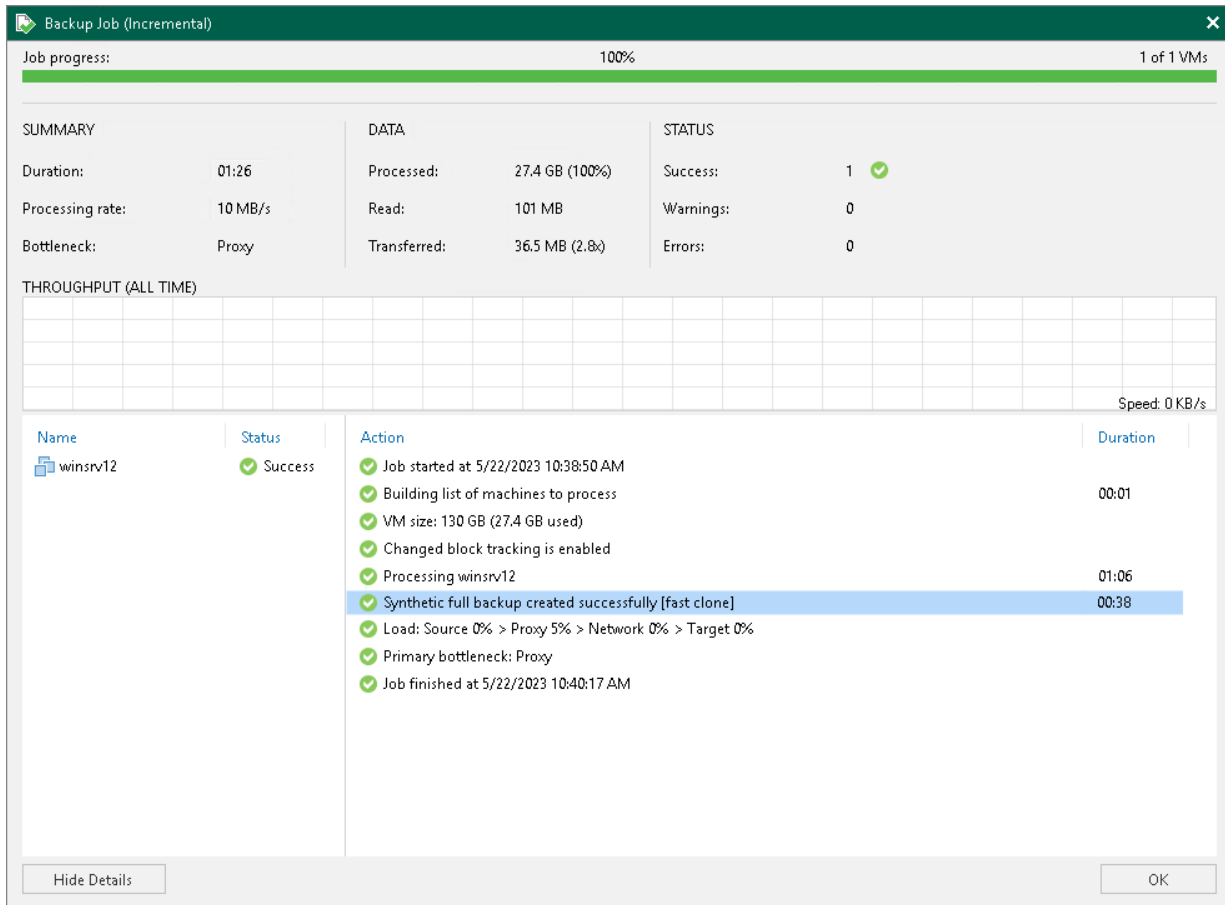 Backup Job (Incremental)
Job progress: 100% 1 of 1 VMs
SUMMARY DATA STATUS
Duration: 01:26 Processed: 27.4 GB (100%) Success: 1
Processing rate: 10 MB/s Read: 101 MB Warnings: 0
Bottleneck: Proxy Transferred: 36.5 MB (2.8x) Errors: 0
THROUGHPUT (ALL TIME)
Speed: 0 KB/s
Name Status Action Duration
winsrv12 Success Job started at 5/22/2023 10:38:50 AM
Building list of machines to process 00:01
VM size: 130 GB (27.4 GB used)
Changed block tracking is enabled
Processing winsrv12 01:06
Synthetic full backup created successfully [fast clone] 00:38
Load: Source 0% > Proxy 5% > Network 0% > Target 0%
Primary bottleneck: Proxy
Job finished at 5/22/2023 10:40:17 AM
Hide Details OK